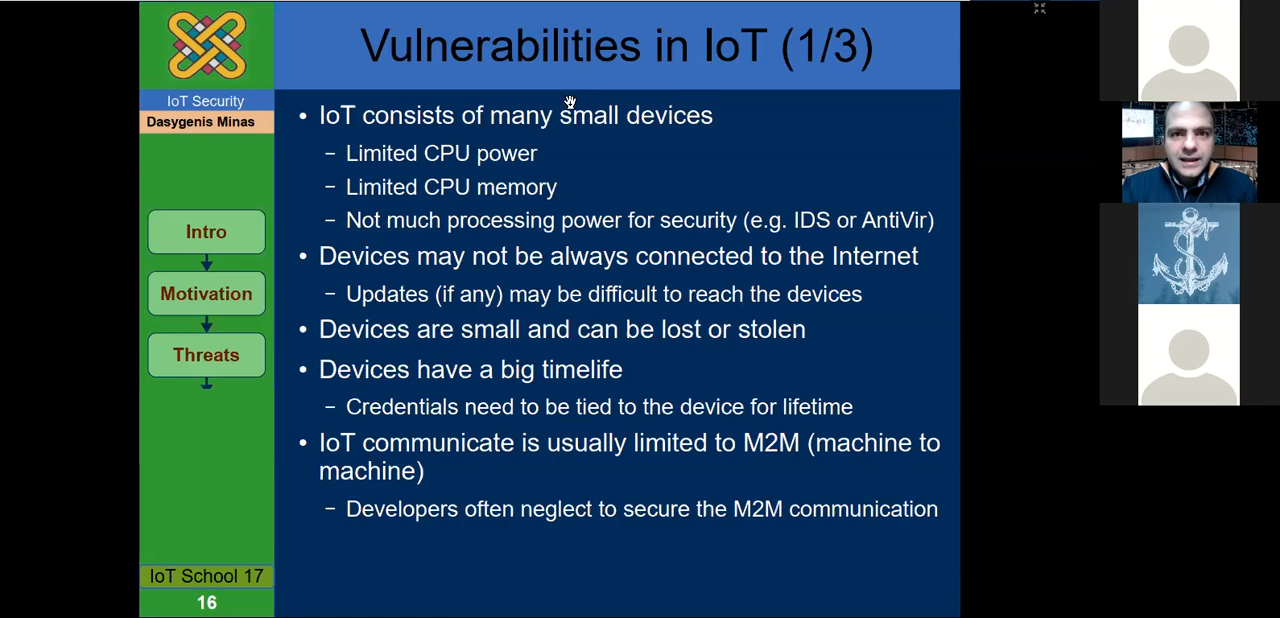 Vulnerabilities in IoT (1/3)
IoT Security
Dasygenis Minas
Intro
Motivation
Threats
IoT School 17
16
• IoT consists of many small devices
– Limited CPU power
– Limited CPU memory
– Not much processing power for security (e.g. IDS or AntiVir)
• Devices may not be always connected to the Internet
– Updates (if any) may be difficult to reach the devices
• Devices are small and can be lost or stolen
• Devices have a big timelife
– Credentials need to be tied to the device for lifetime
• IoT communicate is usually limited to M2M (machine to
machine)
– Developers often neglect to secure the M2M communication